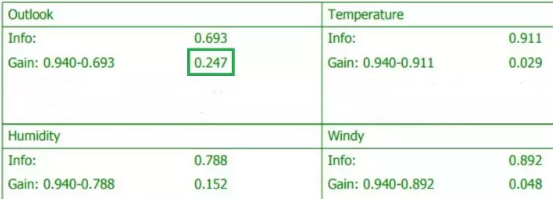 Outlook
Info: 0.693
Gain: 0.940-0.693 0.247
Temperature
Info: 0.911
Gain: 0.940-0.911 0.029
Humidity
Info: 0.788
Gain: 0.940-0.788 0.152
Windy
Info: 0.892
Gain: 0.940-0.892 0.048